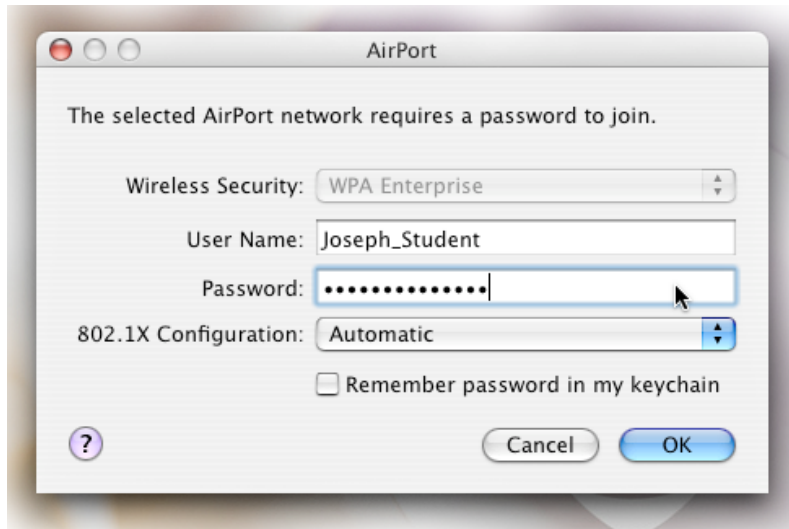 AirPort
The selected AirPort network requires a password to join.
Wireless Security: WPA Enterprise
User Name: Joseph_Student
Password: ••••••••••••••
802.1X Configuration: Automatic
Remember password in my keychain
? Cancel OK